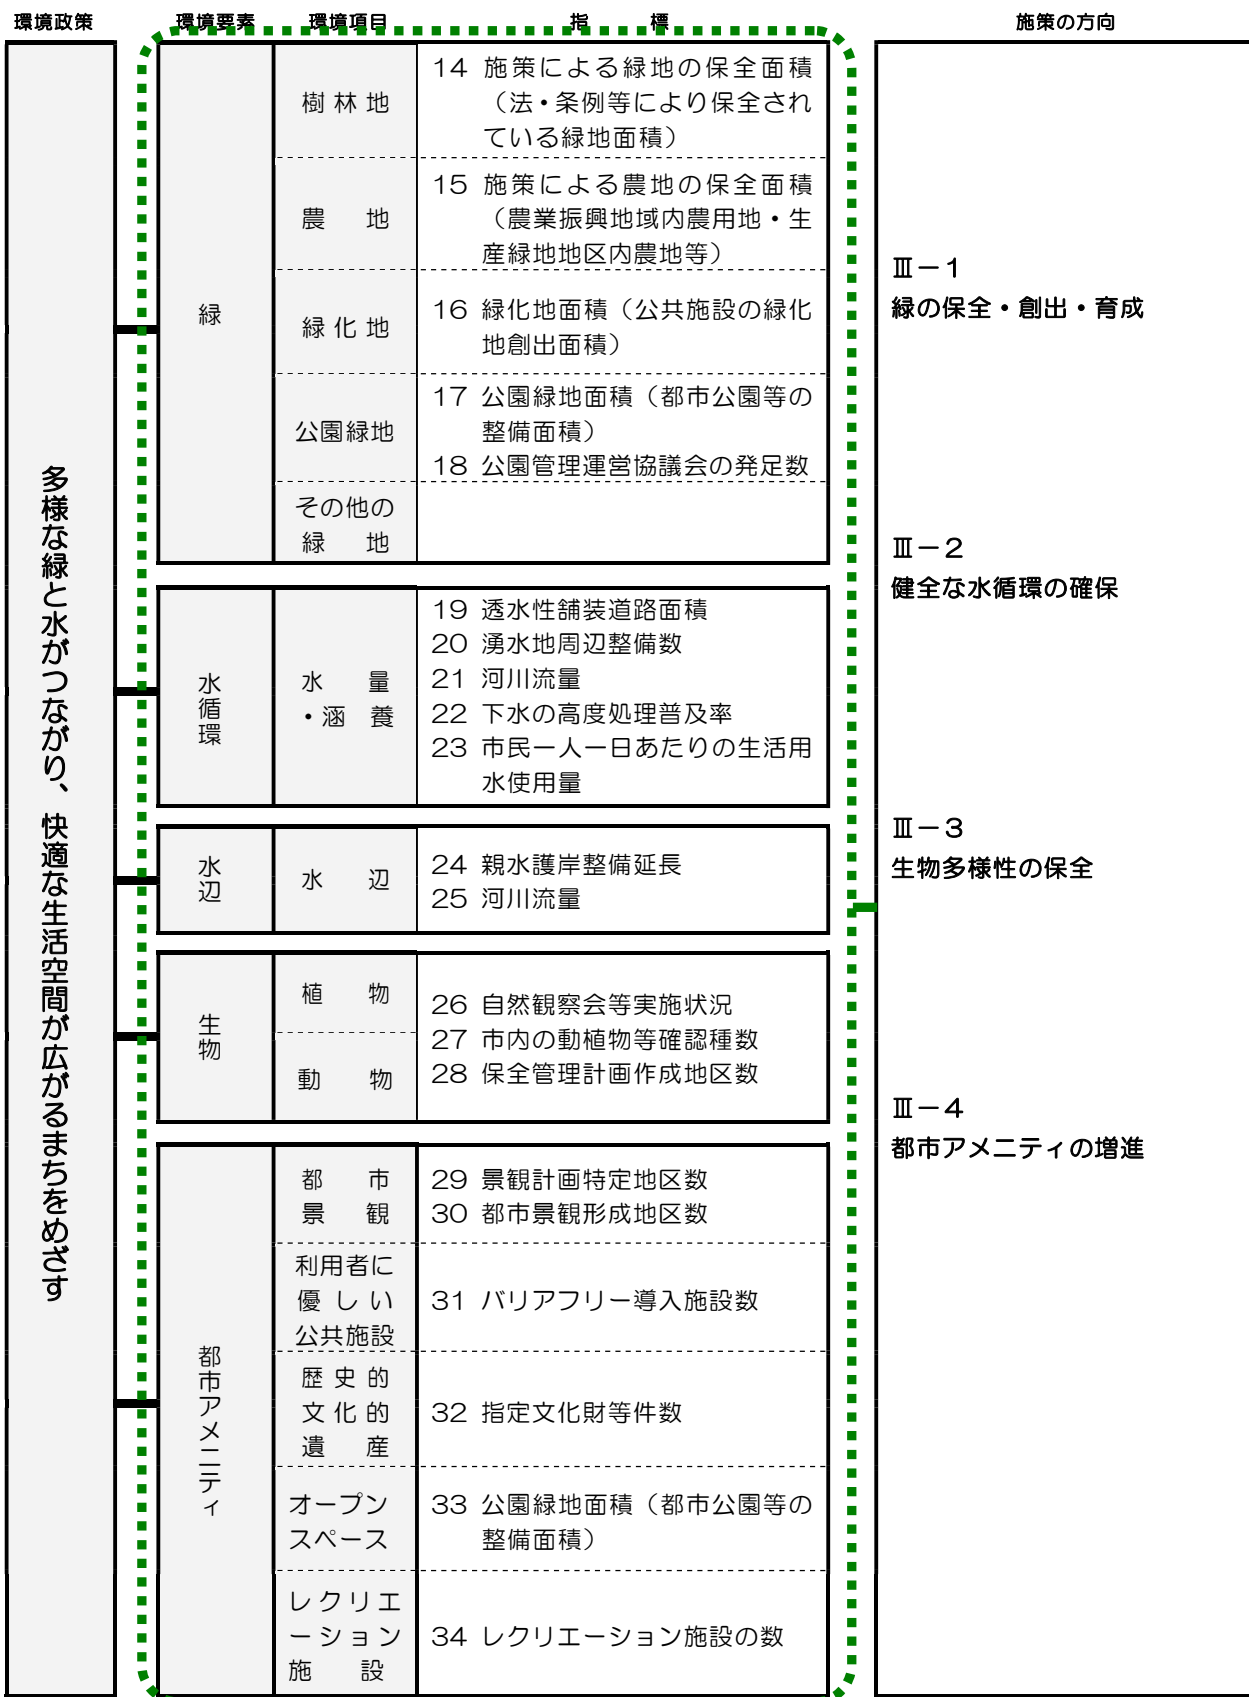 環境政策
環境要素
環境項目
指 標
施策の方向
多様な緑と水がつながり、快適な生活空間が広がるまちをめざす
緑
樹林地
14 施策による緑地の保全面積
（法・条例等により保全され
ている緑地面積）
農 地
15 施策による農地の保全面積
（農業振興地域内農用地・生
産緑地地区内農地等）
緑化地
16 緑化地面積（公共施設の緑化
地創出面積）
公園緑地
17 公園緑地面積（都市公園等の
整備面積）
18 公園管理運営協議会の発足数
その他の
緑 地
水循環
水 量
・涵 養
19 透水性舗装道路面積
20 湧水地周辺整備数
21 河川流量
22 下水の高度処理普及率
23 市民一人一日あたりの生活用
水使用量
水辺
水 辺
24 親水護岸整備延長
25 河川流量
生物
植 物
動 物
26 自然観察会等実施状況
27 市内の動植物等確認種数
28 保全管理計画作成地区数
都市アメニティ
都 市
景 観
29 景観計画特定地区数
30 都市景観形成地区数
利用者に
優しい
公共施設
31 バリアフリー導入施設数
歴史的
文化的
遺 産
32 指定文化財等件数
オープン
スペース
33 公園緑地面積（都市公園等の
整備面積）
レクリエ
ーション
施 設
34 レクリエーション施設の数
Ⅲ－1
緑の保全・創出・育成
Ⅲ－2
健全な水循環の確保
Ⅲ－3
生物多様性の保全
Ⅲ－4
都市アメニティの増進